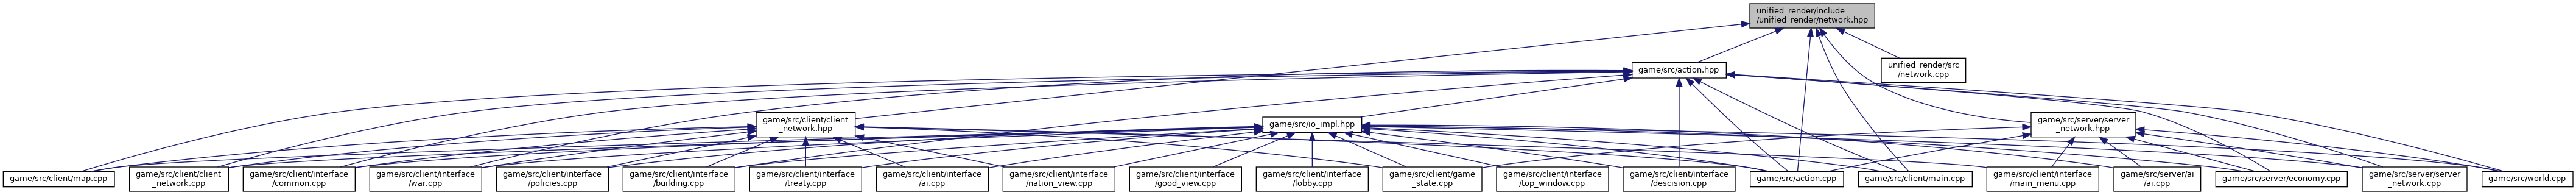 unified_render/include
/unified_render/network.hpp
game/src/action.hpp
unified_render/src
/network.cpp
game/src/client/client
_network.hpp
game/src/io_impl.hpp
game/src/server/server
_network.hpp
game/src/client/map.cpp
game/src/client/client
_network.cpp
game/src/client/interface
/common.cpp
game/src/client/interface
/war.cpp
game/src/client/interface
/policies.cpp
game/src/client/interface
/building.cpp
game/src/client/interface
/treaty.cpp
game/src/client/interface
/ai.cpp
game/src/client/interface
/nation_view.cpp
game/src/client/interface
/good_view.cpp
game/src/client/interface
/lobby.cpp
game/src/client/game
_state.cpp
game/src/client/interface
/top_window.cpp
game/src/client/interface
/descision.cpp
game/src/action.cpp
game/src/client/main.cpp
game/src/client/interface
/main_menu.cpp
game/src/server/ai
/ai.cpp
game/src/server/economy.cpp
game/src/server/server
_network.cpp
game/src/world.cpp